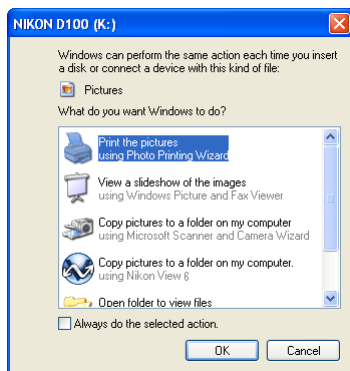 NIKON D100 (K:)
Windows can perform the same action each time you insert
a disk or connect a device with this kind of file:
Pictures
What do you want Windows to do?
Print the pictures
using Photo Printing Wizard
View a slideshow of the images
using Windows Picture and Fax Viewer
Copy pictures to a folder on my computer
using Microsoft Scanner and Camera Wizard
Copy pictures to a folder on my computer.
using Nikon View 6
Open folder to view files
Always do the selected action.
OK
Cancel